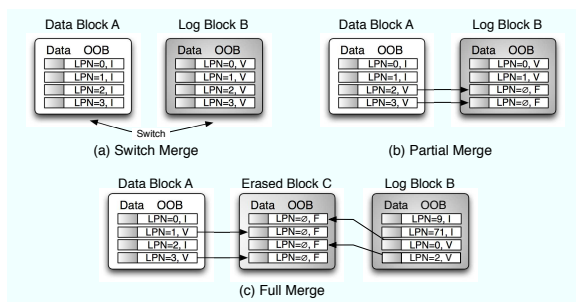 Data Block A
Log Block B
Data OOB
LPN=0, I
LPN=1, I
LPN=2, I
LPN=3, I
Data OOB
LPN=0, V
LPN=1, V
LPN=2, V
LPN=3, V
Switch
(a) Switch Merge
Data Block A
Log Block B
Data OOB
LPN=0, I
LPN=1, I
LPN=2, V
LPN=3, V
Data OOB
LPN=0, V
LPN=1, V
LPN=∅, F
LPN=∅, F
(b) Partial Merge
Data Block A
Erased Block C
Log Block B
Data OOB
LPN=0, I
LPN=1, V
LPN=2, I
LPN=3, V
Data OOB
LPN=∅, F
LPN=∅, F
LPN=∅, F
LPN=∅, F
Data OOB
LPN=9, I
LPN=71, I
LPN=0, V
LPN=2, V
(c) Full Merge